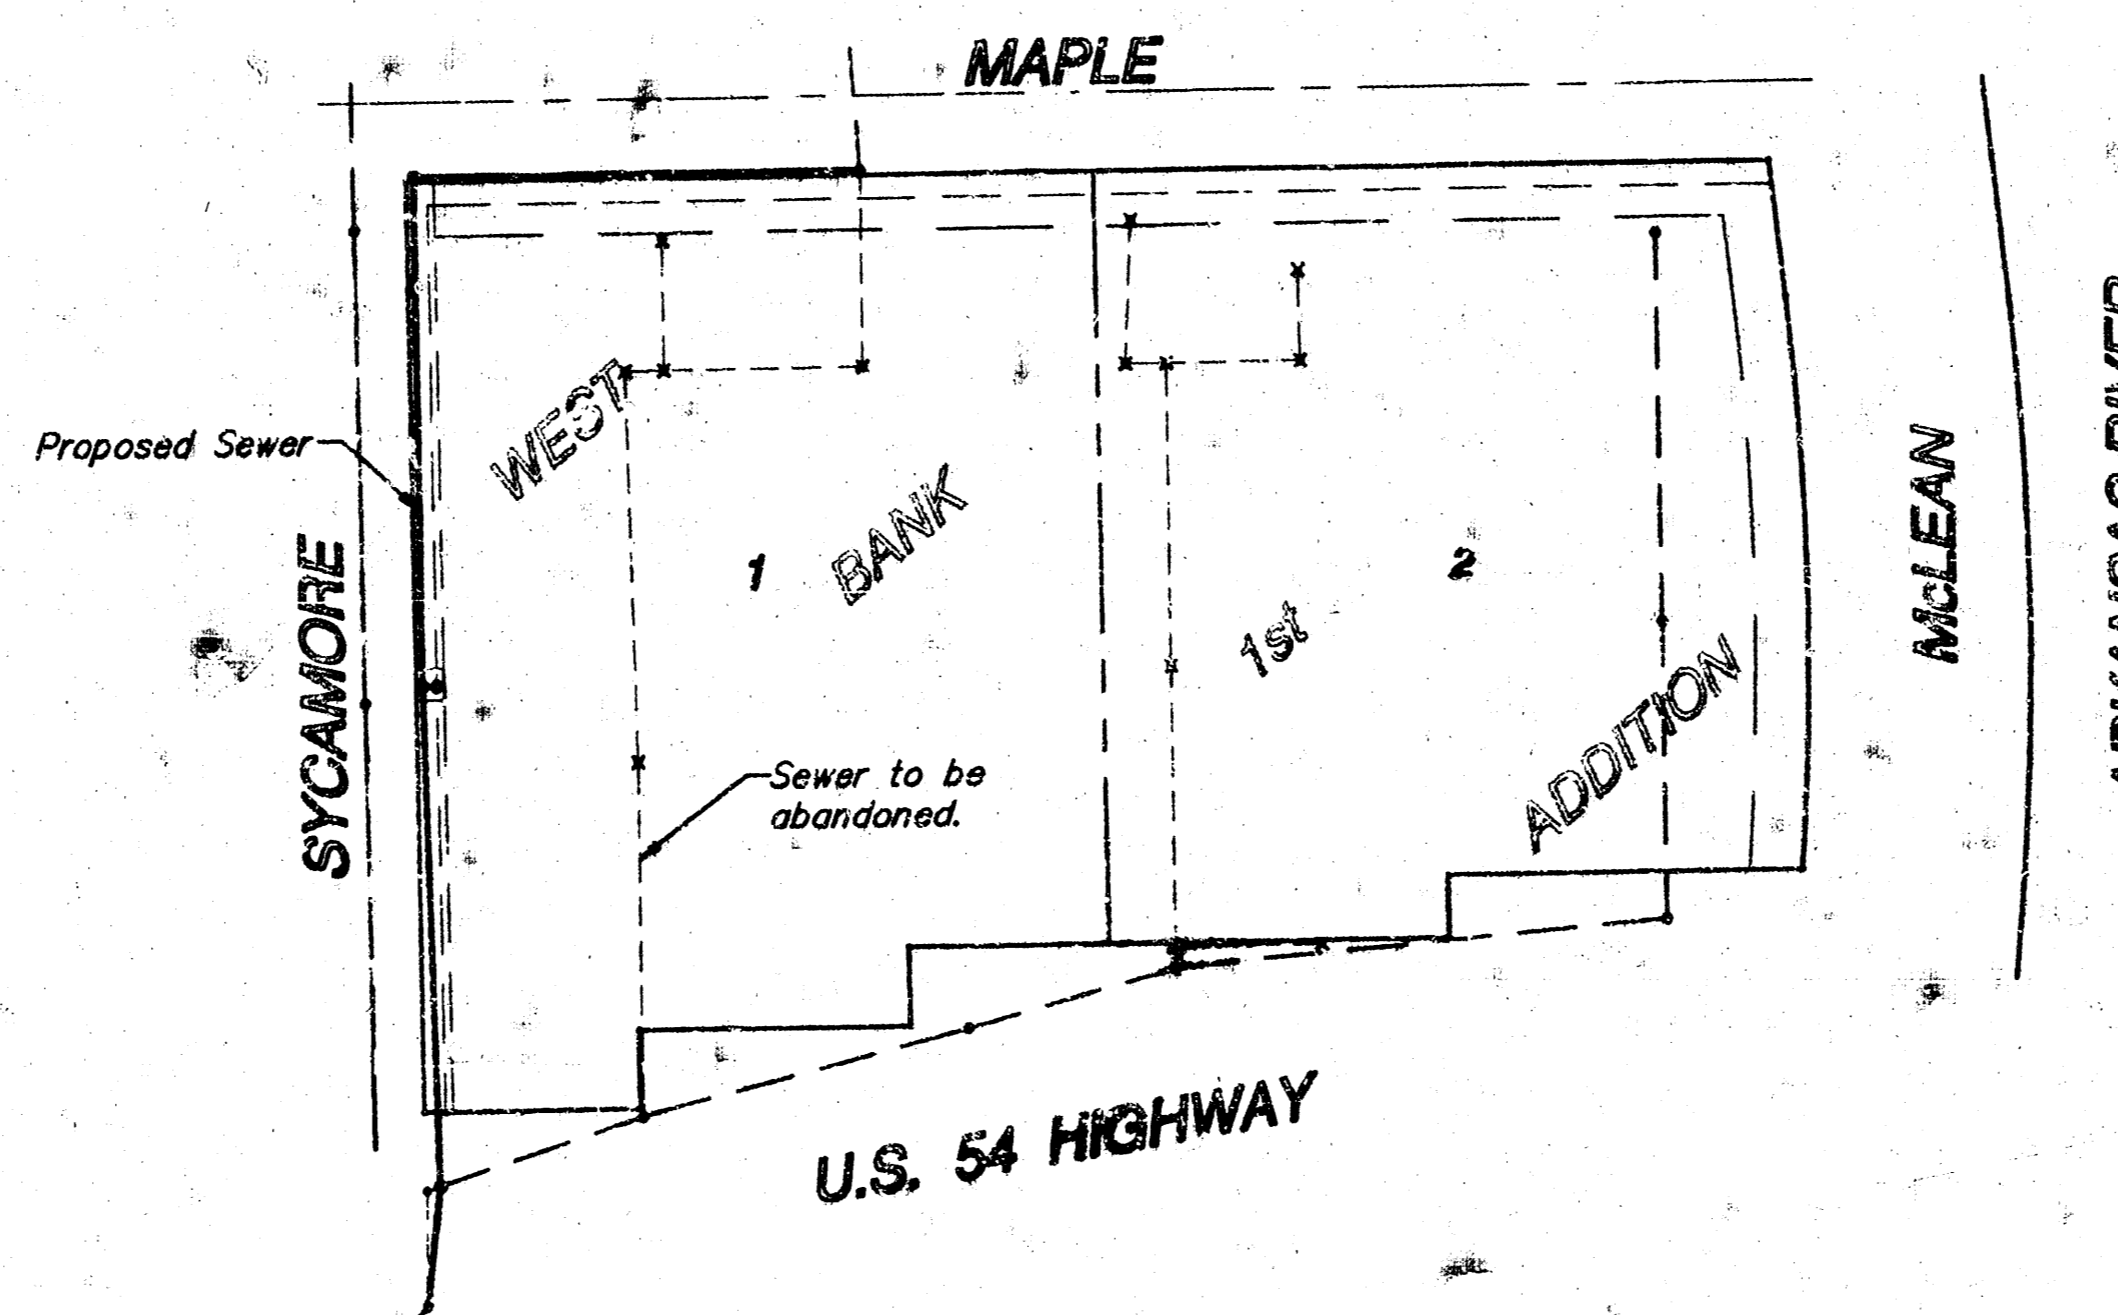 MAPLE
Proposed Sewer
WEST
BANK
1
2
1st
ADDITION
SYCAMORE
McLEAN
Sewer to be
abandoned.
U.S. 54 HIGHWAY